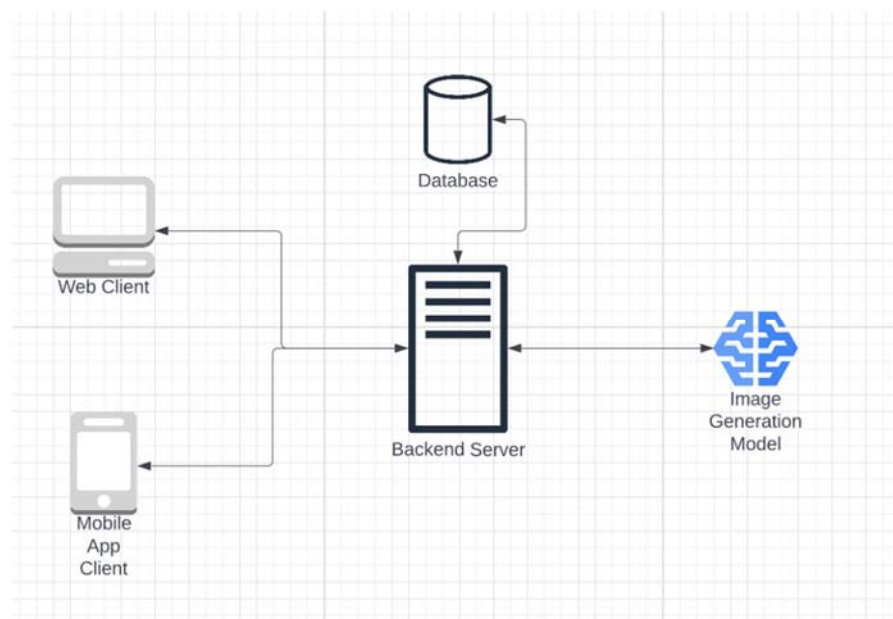 Database
Web Client
Backend Server
Image
Generation
Model
Mobile
App
Client